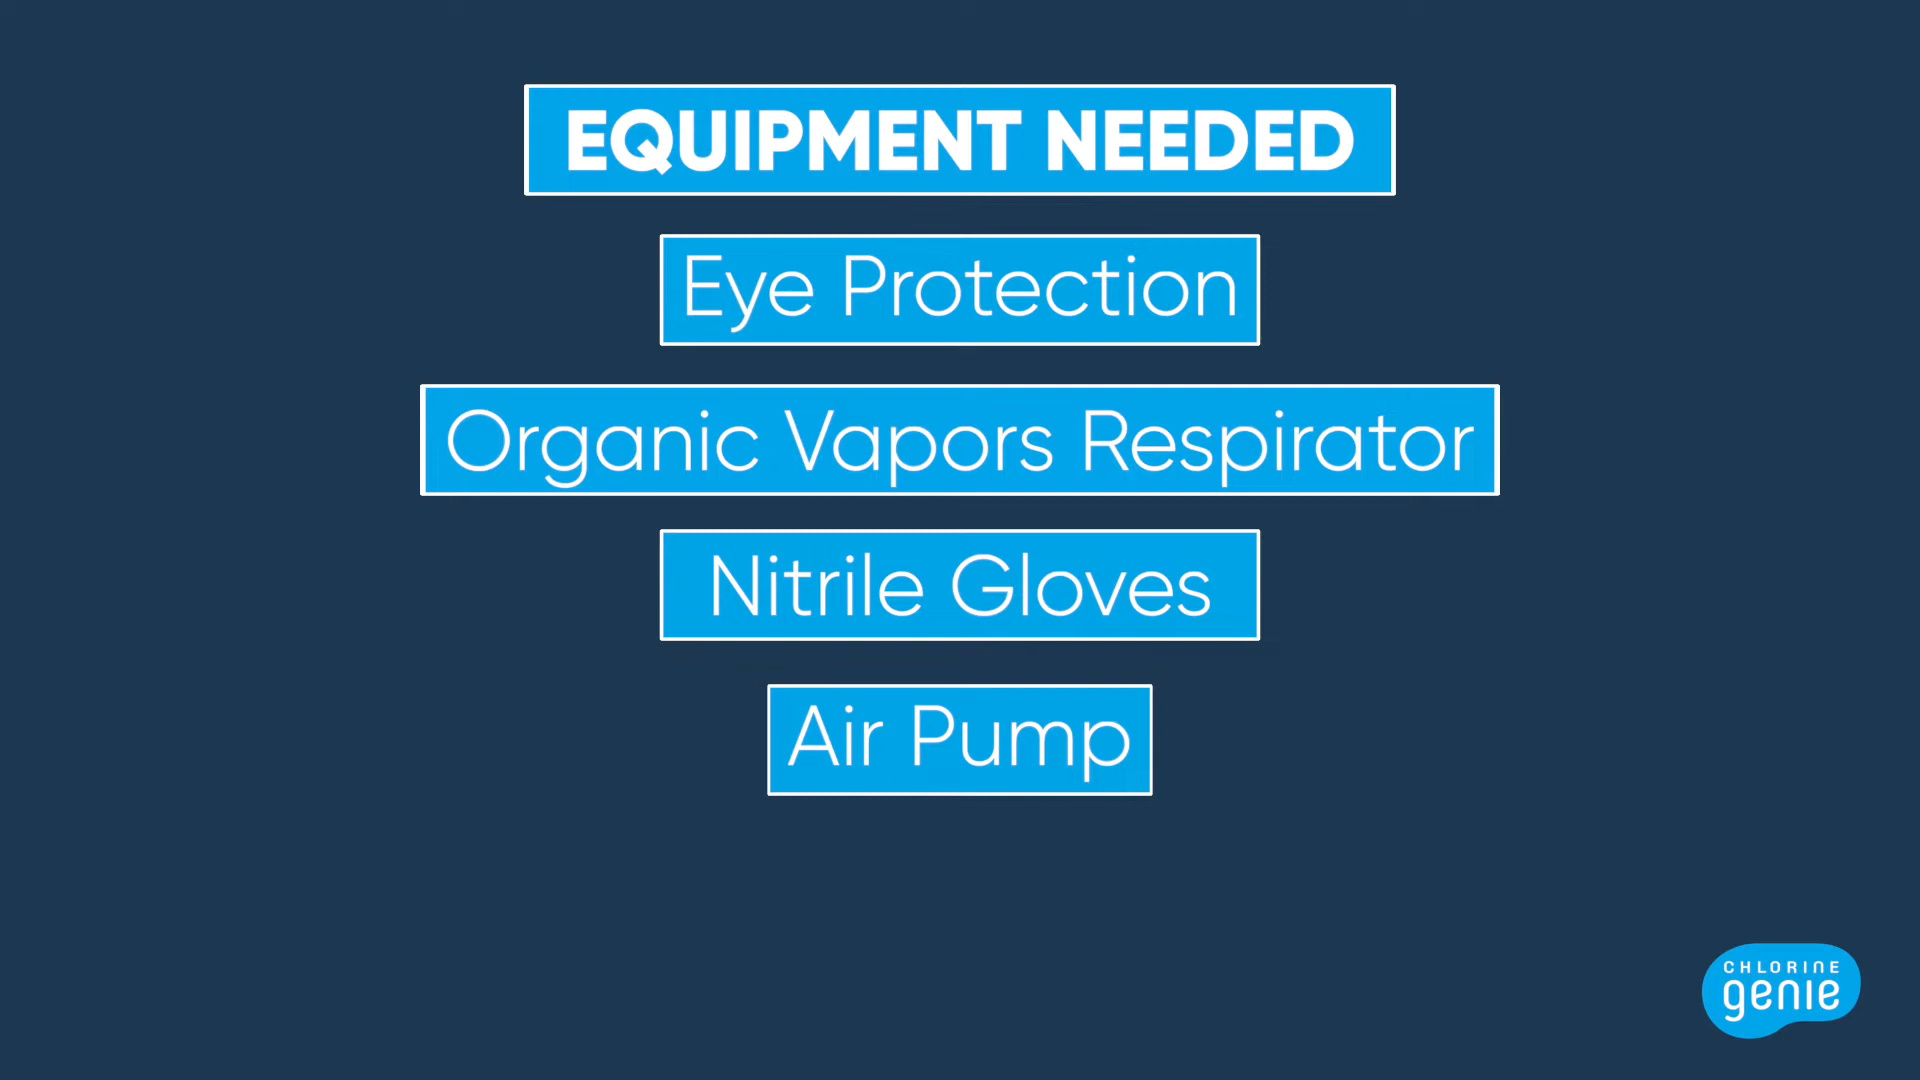 EQUIPMENT NEEDED
Eye Protection
Organic Vapors Respirator
Nitrile Gloves
Air Pump
CHLORINE
genie